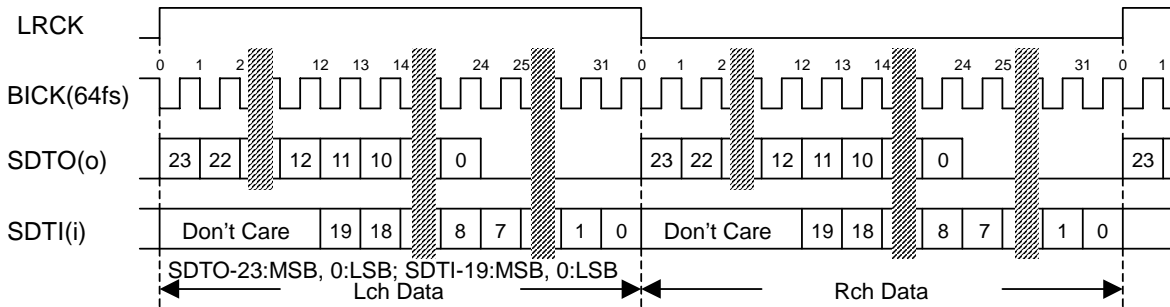 LRCK
0 1 2 12 13 14 24 25 31 0 1 2 12 13 14 24 25 31 0 1
BICK(64fs)
SDTO(o) 23 22 12 11 10 0 23 22 12 11 10 0 23
SDTI(i) Don't Care 19 18 8 7 1 0 Don't Care 19 18 8 7 1 0
SDTO-23:MSB, 0:LSB; SDTI-19:MSB, 0:LSB
Lch Data Rch Data